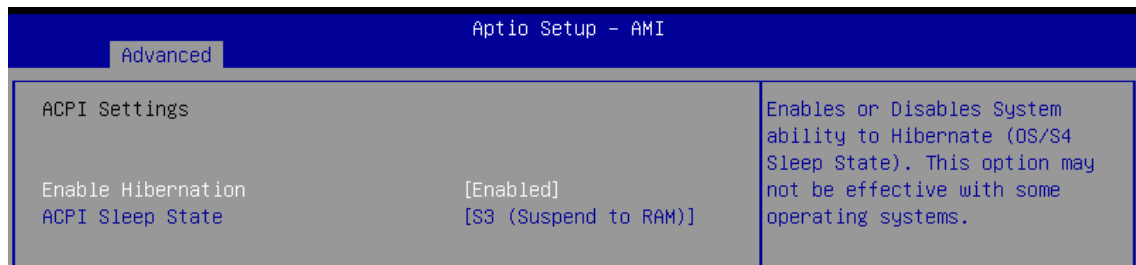 Aptio Setup - AMI
Advanced
ACPI Settings
Enable Hibernation [Enabled]
ACPI Sleep State [S3 (Suspend to RAM)]
Enables or Disables System
ability to Hibernate (OS/S4
Sleep State). This option may
not be effective with some
operating systems.